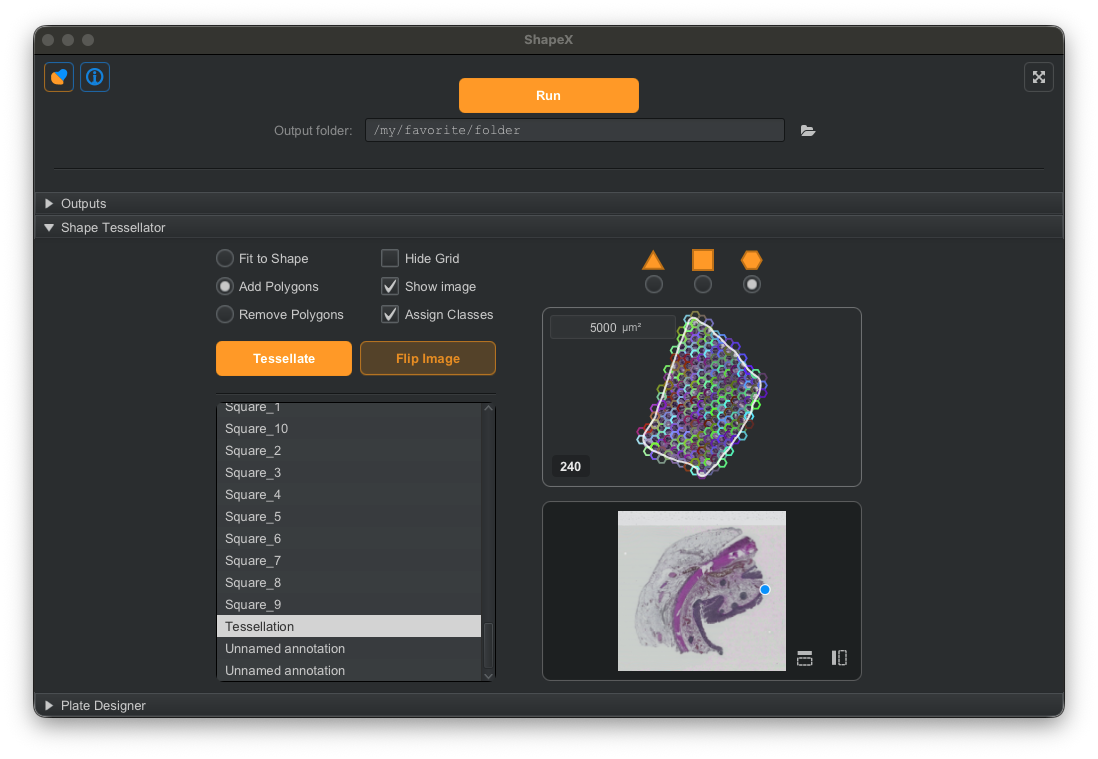 ShapeX
Run
Output folder: /my/favorite/folder
Outputs
Shape Tessellator
Fit to Shape
Hide Grid
Add Polygons
Show image
Remove Polygons
Assign Classes
Tessellate
Flip Image
Square_1
Square_10
Square_2
Square_3
Square_4
Square_5
Square_6
Square_7
Square_8
Square_9
Tessellation
Unnamed annotation
Unnamed annotation
5000 µm²
240
Plate Designer